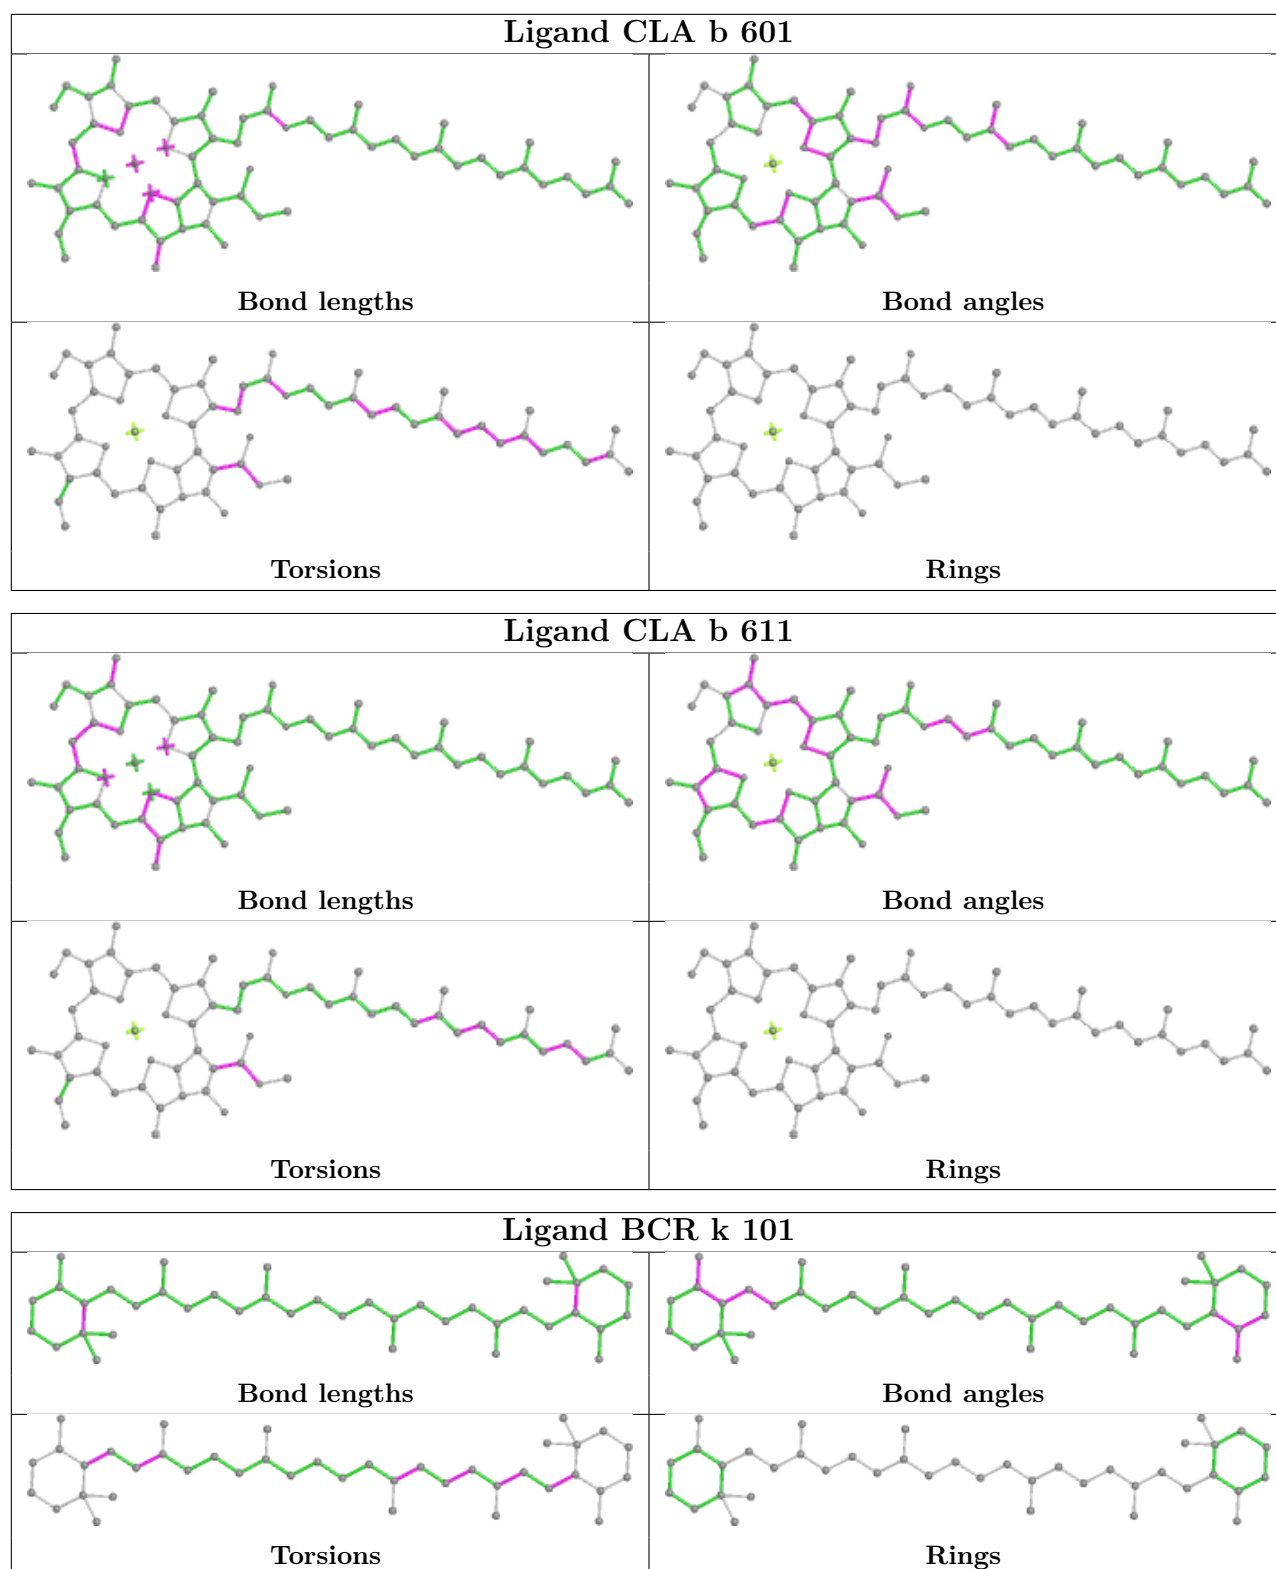 Ligand CLA b 601
Bond lengths
Bond angles
Torsions
Rings
Ligand CLA b 611
Bond lengths
Bond angles
Torsions
Rings
Ligand BCR k 101
Bond lengths
Bond angles
Torsions
Rings